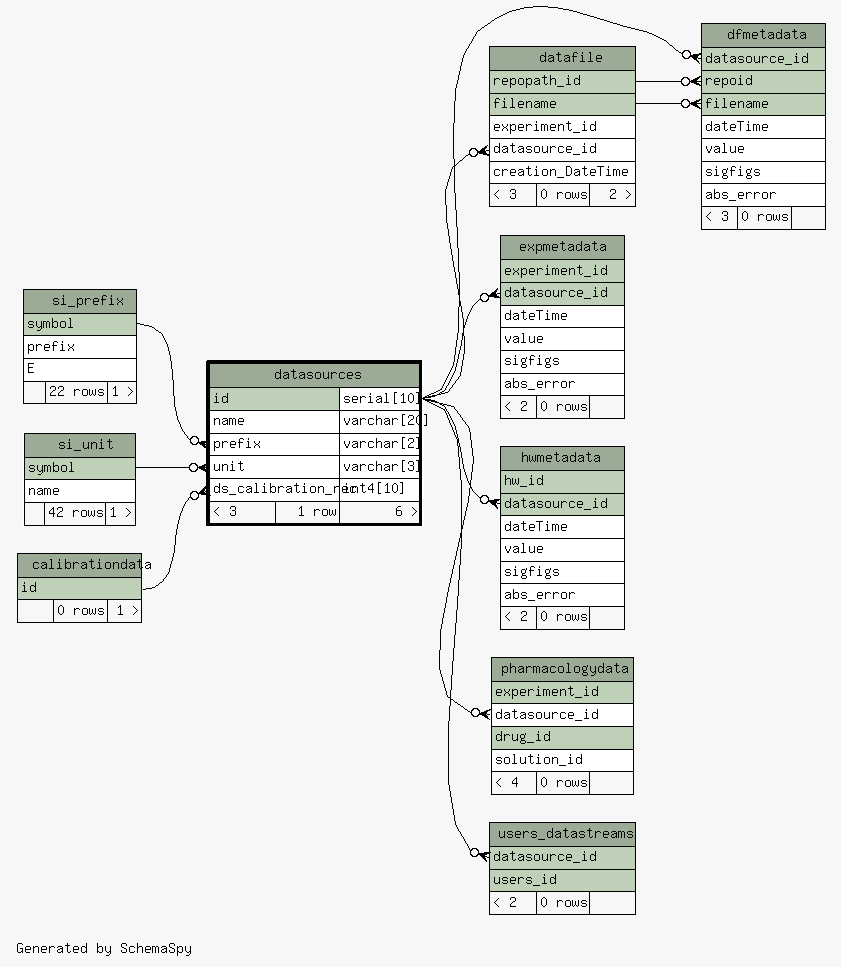 dfmetadata
datasource_id
repoid
filename
dateTime
value
sigfigs
abs_error
< 3 0 rows
datafile
repopath_id
filename
experiment_id
datasource_id
creation_DateTime
< 3 0 rows 2 >
expmetadata
experiment_id
datasource_id
dateTime
value
sigfigs
abs_error
< 2 0 rows
si_prefix
symbol
prefix
E
22 rows 1 >
si_unit
symbol
name
42 rows 1 >
calibrationdata
id
0 rows 1 >
datasources
id serial[10]
name varchar[20]
prefix varchar[2]
unit varchar[3]
ds_calibration_rec int4[10]
< 3 1 row 6 >
hwmetadata
hw_id
datasource_id
dateTime
value
sigfigs
abs_error
< 2 0 rows
pharmacologydata
experiment_id
datasource_id
drug_id
solution_id
< 4 0 rows
users_datastreams
datasource_id
users_id
< 2 0 rows
Generated by SchemaSpy